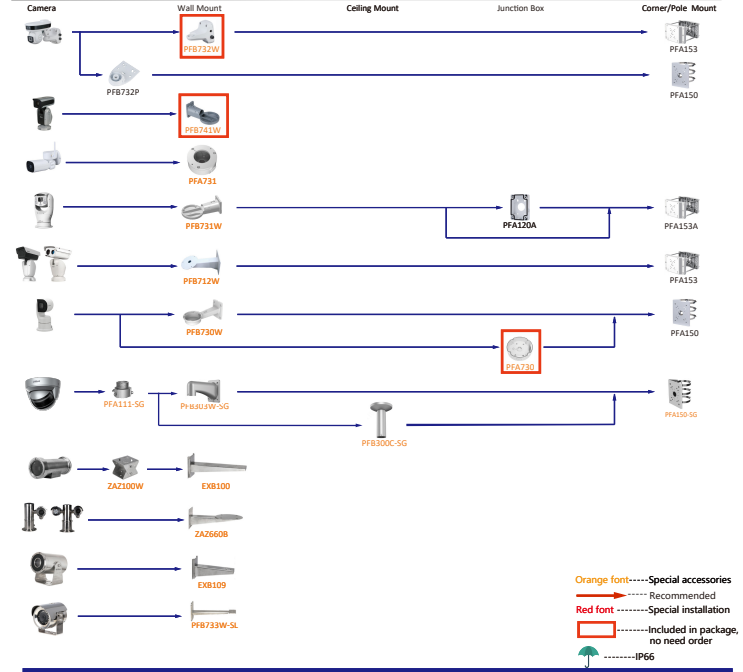 Camera
Wall Mount
Ceiling Mount
Junction Box
Corner/Pole Mount
PFB732W
PFA153
PFB732P
PFA150
PFB741W
PFA731
PFB731W
PFA120A
PFA153A
PFB712W
PFA153
PFB730W
PFA150
PFA730
PFA111-SG
PFB303W-SG
PFA150-SG
PFB300C-SG
ZAZ100W
EXB100
ZAZ660B
EXB109
PFB733W-SL
Orange font-----Special accessories
---- Recommended
Red font -------Special installation
------Included in package,
no need order
--------IP66